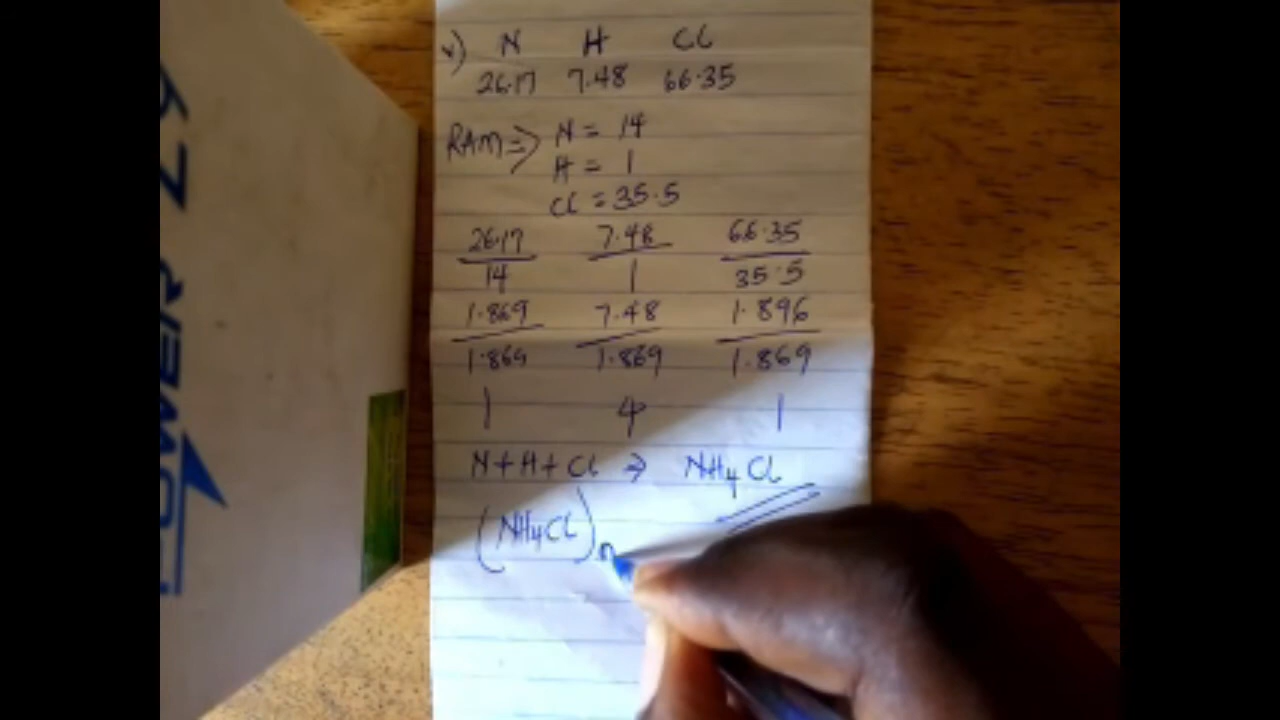 v) N H Cl
26.17 7.48 66.35
RAM => N = 14
H = 1
Cl = 35.5
26.17 7.48 66.35
14 1 35.5
1.869 7.48 1.896
1.869 1.869 1.869
1 4 1
N+H+Cl → NH4Cl
(NH4Cl)n